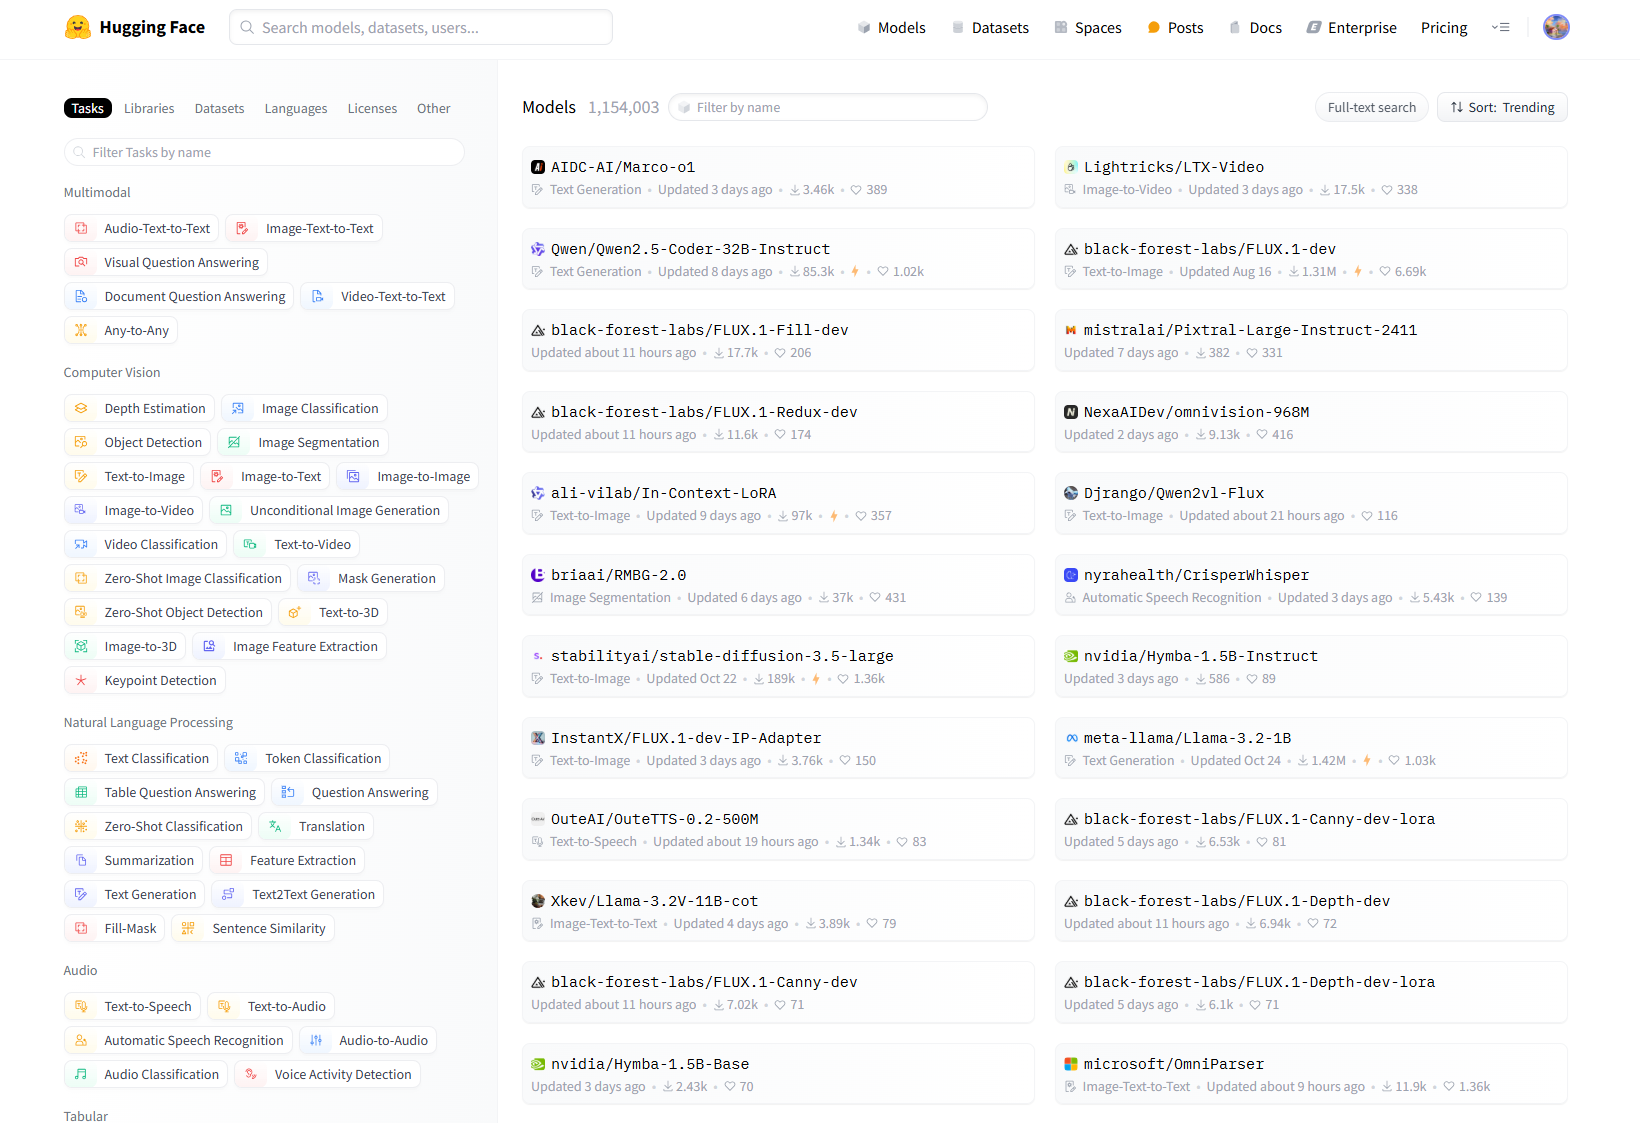 Hugging Face
Search models, datasets, users...
Models
Datasets
Spaces
Posts
Docs
Enterprise
Pricing
Tasks
Libraries
Datasets
Languages
Licenses
Other
Filter Tasks by name
Multimodal
Audio-Text-to-Text
Image-Text-to-Text
Visual Question Answering
Document Question Answering
Video-Text-to-Text
Any-to-Any
Computer Vision
Depth Estimation
Image Classification
Object Detection
Image Segmentation
Text-to-Image
Image-to-Text
Image-to-Image
Image-to-Video
Unconditional Image Generation
Video Classification
Text-to-Video
Zero-Shot Image Classification
Mask Generation
Zero-Shot Object Detection
Text-to-3D
Image-to-3D
Image Feature Extraction
Keypoint Detection
Natural Language Processing
Text Classification
Token Classification
Table Question Answering
Question Answering
Zero-Shot Classification
Translation
Summarization
Feature Extraction
Text Generation
Text2Text Generation
Fill-Mask
Sentence Similarity
Audio
Text-to-Speech
Text-to-Audio
Automatic Speech Recognition
Audio-to-Audio
Audio Classification
Voice Activity Detection
Tabular
Models 1,154,003
Filter by name
Full-text search
Sort: Trending
AIDC-AI/Marco-o1
Text Generation • Updated 3 days ago • 3.46k • 389
Lightricks/LTX-Video
Image-to-Video • Updated 3 days ago • 17.5k • 338
Qwen/Qwen2.5-Coder-32B-Instruct
Text Generation • Updated 8 days ago • 85.3k • 1.02k
black-forest-labs/FLUX.1-dev
Text-to-Image • Updated Aug 16 • 1.31M • 6.69k
black-forest-labs/FLUX.1-Fill-dev
Updated about 11 hours ago • 17.7k • 206
mistralai/Pixtral-Large-Instruct-2411
Updated 7 days ago • 382 • 331
black-forest-labs/FLUX.1-Redux-dev
Updated about 11 hours ago • 11.6k • 174
NexaAIDev/omnivision-968M
Updated 2 days ago • 9.13k • 416
ali-vilab/In-Context-LoRA
Text-to-Image • Updated 9 days ago • 97k • 357
Djrango/Qwen2vl-Flux
Text-to-Image • Updated about 21 hours ago • 116
briaai/RMBG-2.0
Image Segmentation • Updated 6 days ago • 37k • 431
nyrahealth/CrisperWhisper
Automatic Speech Recognition • Updated 3 days ago • 5.43k • 139
stabilityai/stable-diffusion-3.5-large
Text-to-Image • Updated Oct 22 • 189k • 1.36k
nvidia/Hymba-1.5B-Instruct
Updated 3 days ago • 586 • 89
InstantX/FLUX.1-dev-IP-Adapter
Text-to-Image • Updated 3 days ago • 3.76k • 150
meta-llama/Llama-3.2-1B
Text Generation • Updated Oct 24 • 1.42M • 1.03k
OuteAI/OuteTTS-0.2-500M
Text-to-Speech • Updated about 19 hours ago • 1.34k • 83
black-forest-labs/FLUX.1-Canny-dev-lora
Updated 5 days ago • 6.53k • 81
Xkev/Llama-3.2V-11B-cot
Image-Text-to-Text • Updated 4 days ago • 3.89k • 79
black-forest-labs/FLUX.1-Depth-dev
Updated about 11 hours ago • 6.94k • 72
black-forest-labs/FLUX.1-Canny-dev
Updated about 11 hours ago • 7.02k • 71
black-forest-labs/FLUX.1-Depth-dev-lora
Updated 5 days ago • 6.1k • 71
nvidia/Hymba-1.5B-Base
Updated 3 days ago • 2.43k • 70
microsoft/OmniParser
Image-Text-to-Text • Updated about 9 hours ago • 11.9k • 1.36k